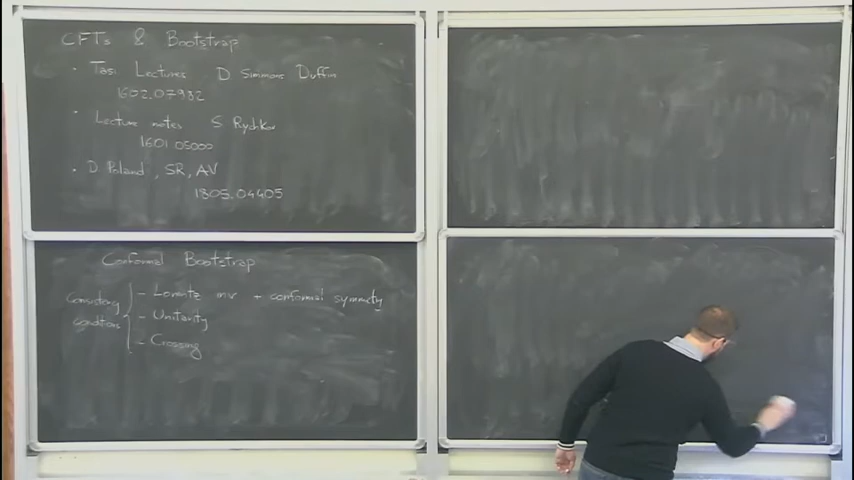 CFTs & Bootstrap
· Tasi Lectures D Simmons Duffin
1602.07982
· Lecture notes S Rychkov
1601.05000
· D Poland, SR, AV
1805.04405
Conformal Bootstrap
Consistency conditions
- Lorentz inv + conformal symmetry
- Unitarity
- Crossing